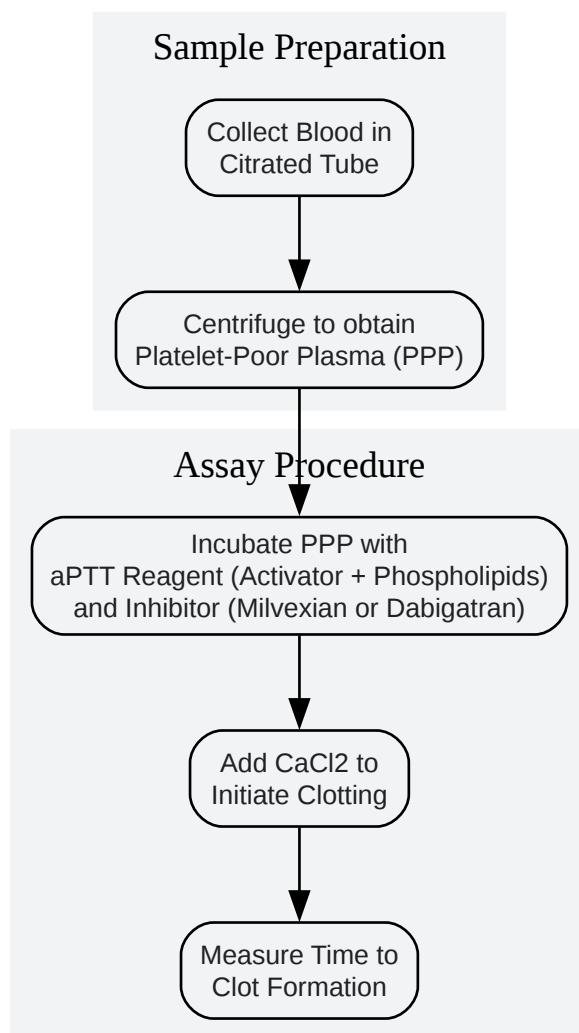 Sample Preparation
Collect Blood in
Citrated Tube
Centrifuge to obtain
Platelet-Poor Plasma (PPP)
Assay Procedure
Incubate PPP with
aPTT Reagent (Activator + Phospholipids)
and Inhibitor (Milvexian or Dabigatran)
Add CaCl2 to
Initiate Clotting
Measure Time to
Clot Formation